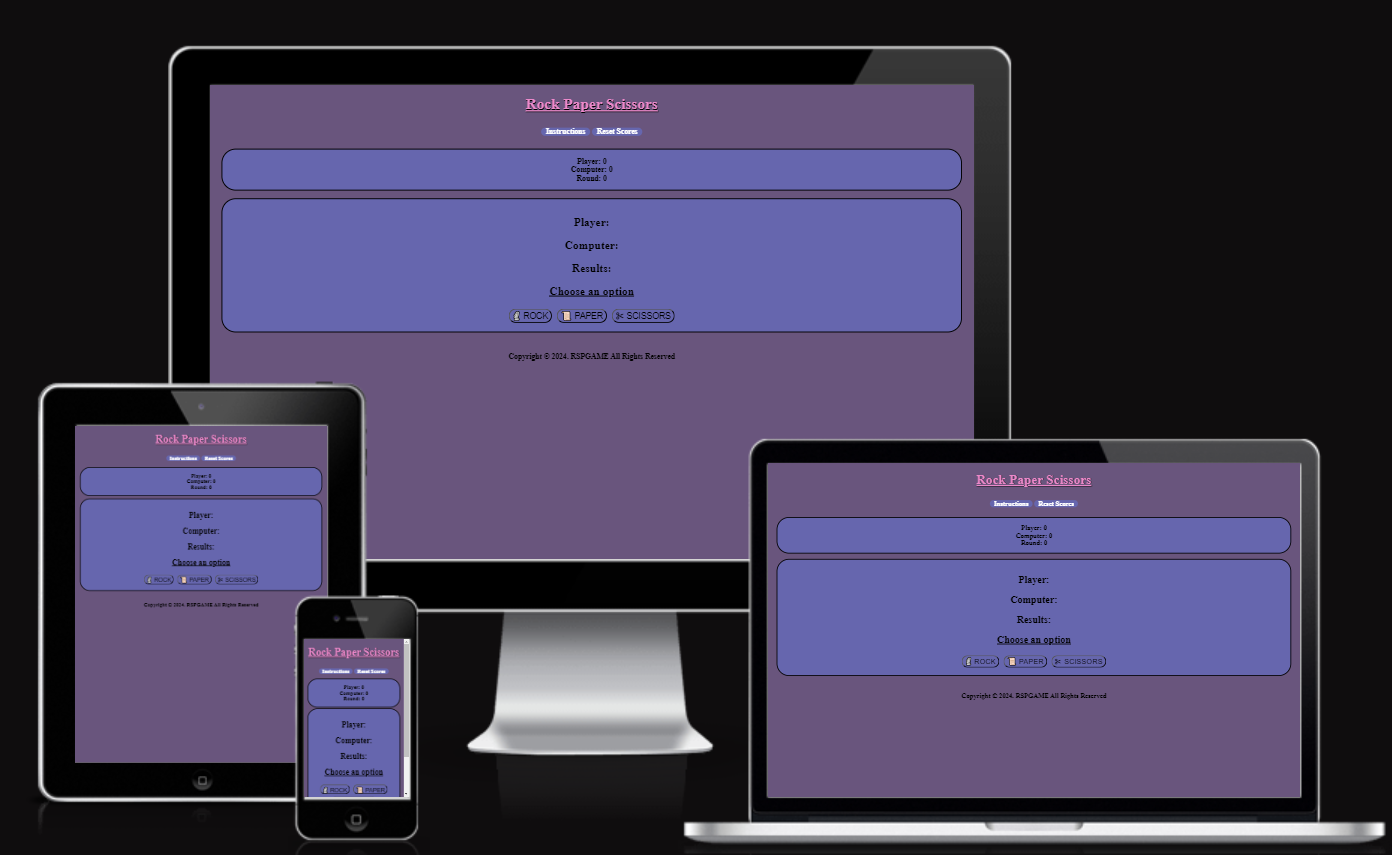 Rock Paper Scissors
Instructions Reset Scores
Player: 0
Computer: 0
Round: 0
Player:
Computer:
Results:
Choose an option
ROCK PAPER SCISSORS
Copyright © 2024. RSPGAME All Rights Reserved
Rock Paper Scissors
Instructions Reset Scores
Player: 0
Computer: 0
Round: 0
Player:
Computer:
Results:
Choose an option
ROCK PAPER SCISSORS
Copyright © 2024. RSPGAME All Rights Reserved
Rock Paper Scissors
Instructions Reset Scores
Player: 0
Computer: 0
Round: 0
Player:
Computer:
Results:
Choose an option
ROCK PAPER
Rock Paper Scissors
Instructions Reset Scores
Player: 0
Computer: 0
Round: 0
Player:
Computer:
Results:
Choose an option
ROCK PAPER SCISSORS
Copyright © 2024. RSPGAME All Rights Reserved